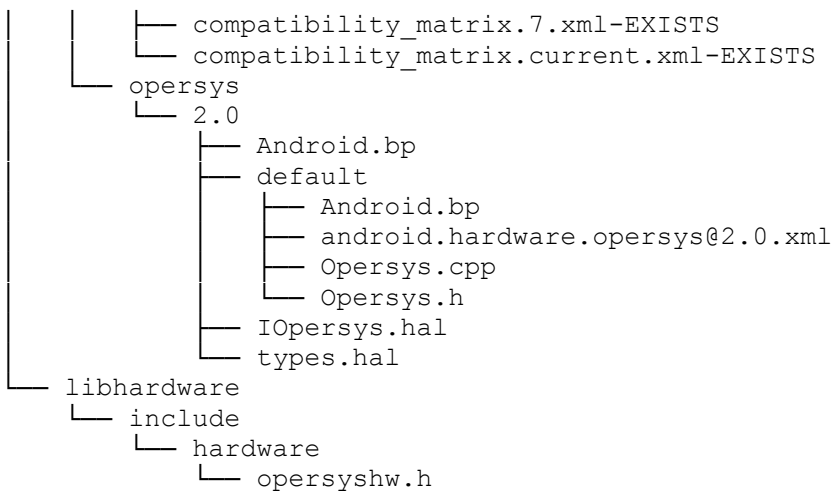 │   │   ├── compatibility_matrix.7.xml-EXISTS
│   │   └── compatibility_matrix.current.xml-EXISTS
│   └── opersys
│       └── 2.0
│           ├── Android.bp
│           ├── default
│           │   ├── Android.bp
│           │   ├── android.hardware.opersys@2.0.xml
│           │   ├── Opersys.cpp
│           │   └── Opersys.h
│           ├── IOpersys.hal
│           └── types.hal
└── libhardware
    └── include
        └── hardware
            └── opersyshw.h